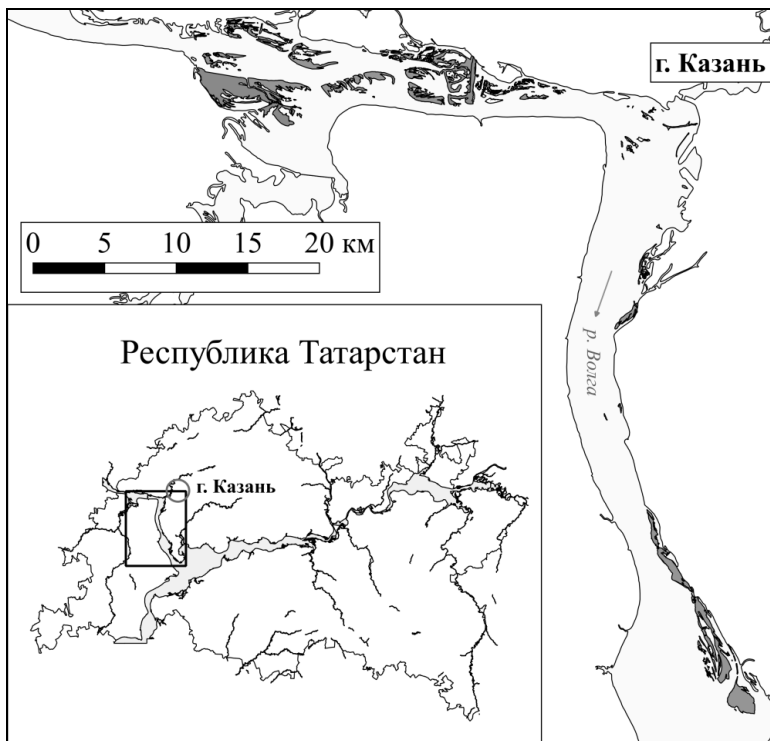 г. Казань
0 5 10 15 20 км
р. Волга
Республика Татарстан
г. Казань